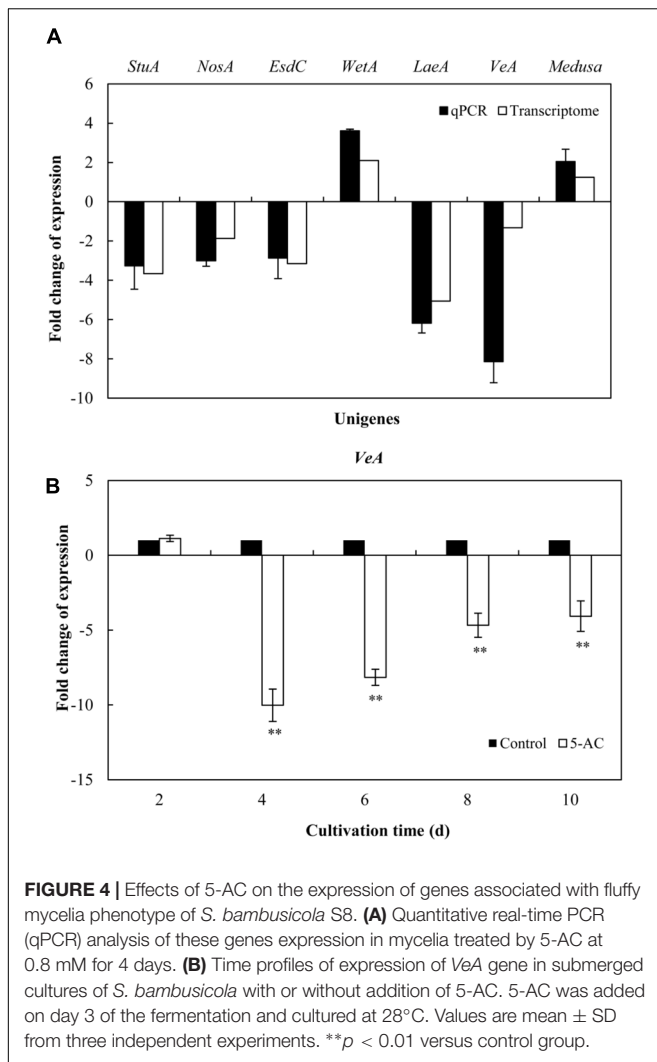 A
StuA NosA EsdC WetA LaeA VeA Medusa
6
4
2
0
-2
-4
-6
-8
-10
Fold change of expression
qPCR Transcriptome
Unigenes
VeA
B
5
0
-5
-10
-15
Fold change of expression
** ** ** **
Control 5-AC
2 4 6 8 10
Cultivation time (d)
FIGURE 4 | Effects of 5-AC on the expression of genes associated with fluffy
mycelia phenotype of S. bambusicola S8. (A) Quantitative real-time PCR
(qPCR) analysis of these genes expression in mycelia treated by 5-AC at
0.8 mM for 4 days. (B) Time profiles of expression of VeA gene in submerged
cultures of S. bambusicola with or without addition of 5-AC. 5-AC was added
on day 3 of the fermentation and cultured at 28°C. Values are mean ± SD
from three independent experiments. **p < 0.01 versus control group.